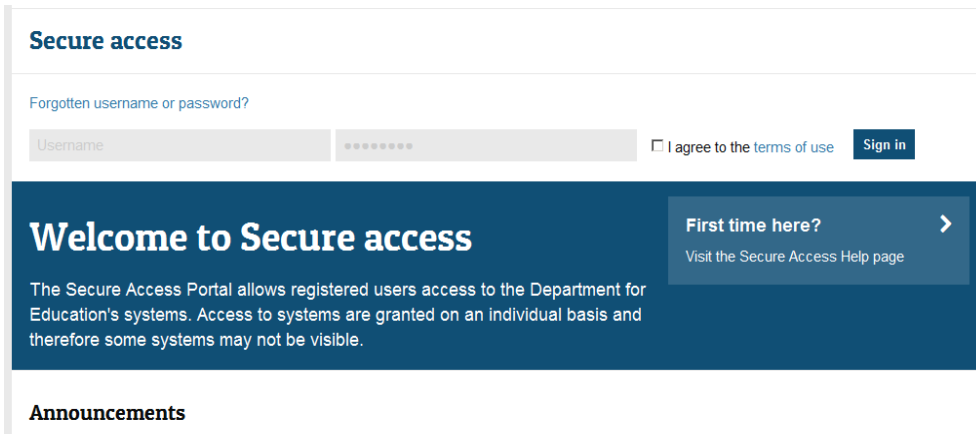 Secure access
Forgotten username or password?
Username
I agree to the terms of use
Sign in
Welcome to Secure access
The Secure Access Portal allows registered users access to the Department for
Education's systems. Access to systems are granted on an individual basis and
therefore some systems may not be visible.
First time here?
Visit the Secure Access Help page
Announcements